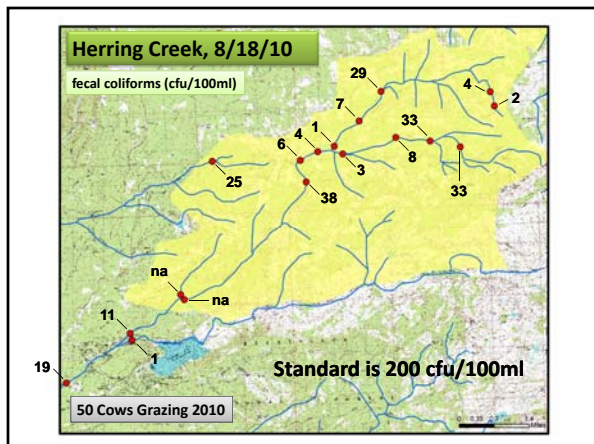 Herring Creek, 8/18/10
fecal coliforms (cfu/100ml)
29
4
2
7
33
1
4
8
6
3
33
25
38
na
na
11
1
19
Standard is 200 cfu/100ml
50 Cows Grazing 2010